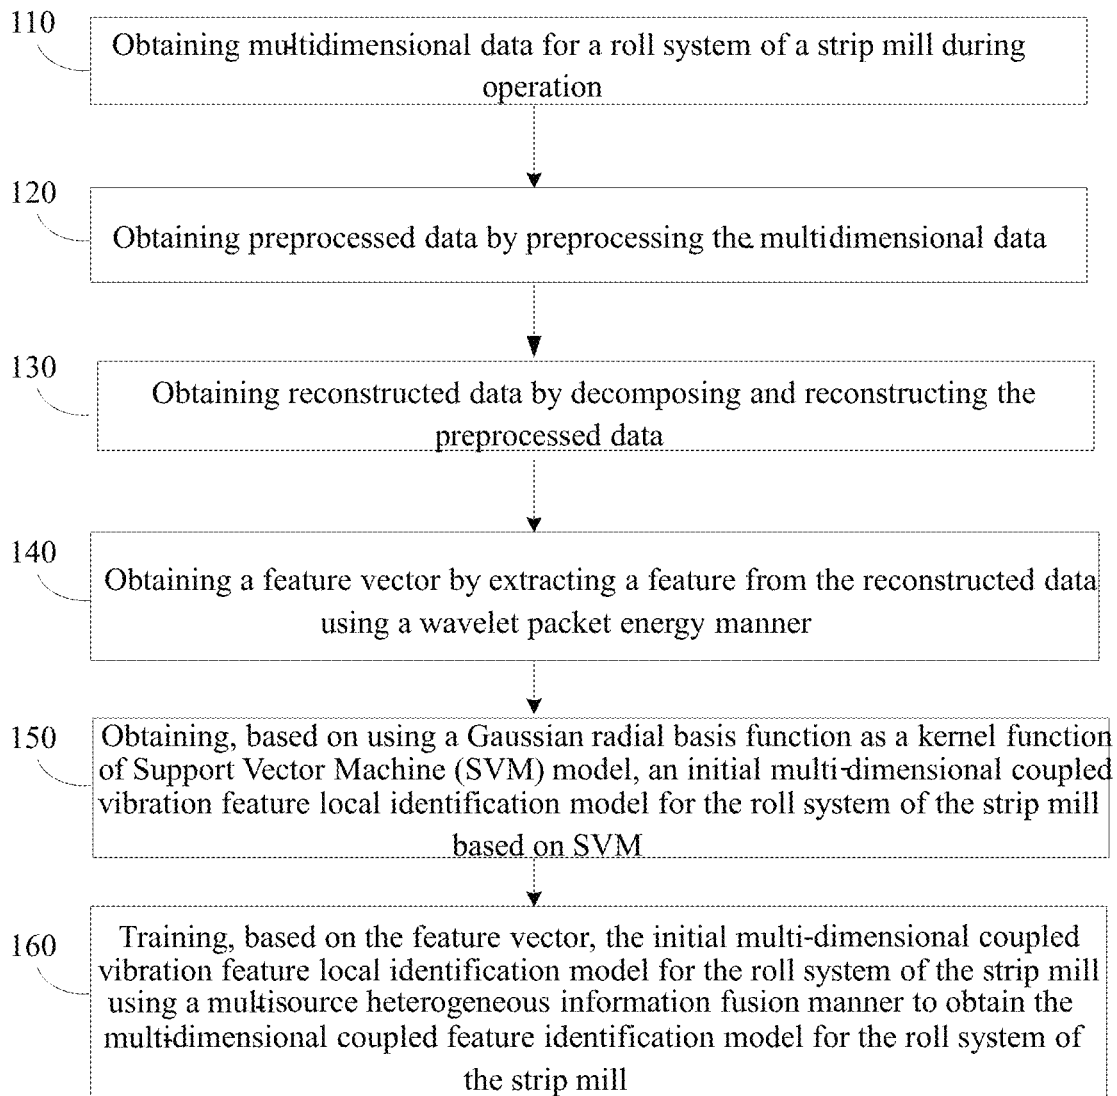 110
Obtaining multidimensional data for a roll system of a strip mill during
operation
120
Obtaining preprocessed data by preprocessing the multidimensional data
130
Obtaining reconstructed data by decomposing and reconstructing the
preprocessed data
140
Obtaining a feature vector by extracting a feature from the reconstructed data
using a wavelet packet energy manner
150
Obtaining, based on using a Gaussian radial basis function as a kernel function
of Support Vector Machine (SVM) model, an initial multi-dimensional coupled
vibration feature local identification model for the roll system of the strip mill
based on SVM
160
Training, based on the feature vector, the initial multi-dimensional coupled
vibration feature local identification model for the roll system of the strip mill
using a multisource heterogeneous information fusion manner to obtain the
multidimensional coupled feature identification model for the roll system of
the strip mill